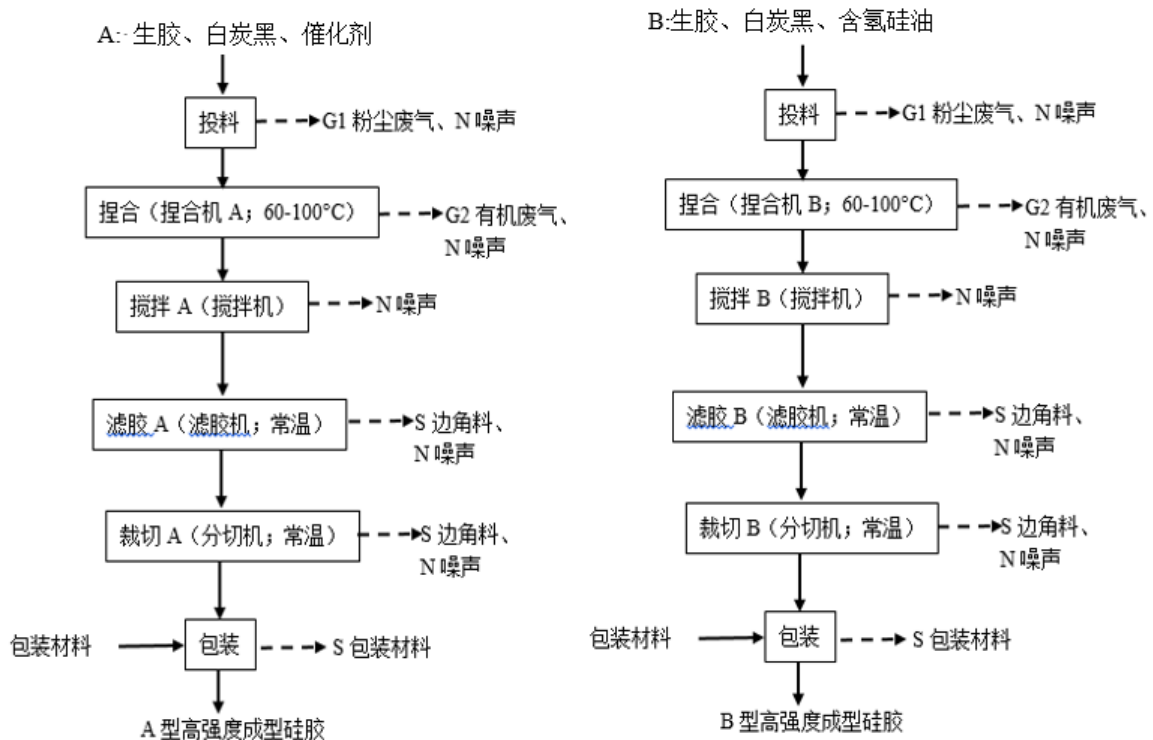 A:·生胶、白炭黑、催化剂
投料
G1 粉尘废气、N 噪声
捏合（捏合机 A；60-100°C）
G2 有机废气、
N 噪声
搅拌 A（搅拌机）
N 噪声
滤胶 A（滤胶机；常温）
S 边角料、
N 噪声
裁切 A（分切机；常温）
S 边角料、
N 噪声
包装材料
包装
S 包装材料
A 型高强度成型硅胶
B:生胶、白炭黑、含氢硅油
投料
G1 粉尘废气、N 噪声
捏合（捏合机 B；60-100°C）
G2 有机废气、
N 噪声
搅拌 B（搅拌机）
N 噪声
滤胶 B（滤胶机；常温）
S 边角料、
N 噪声
裁切 B（分切机；常温）
S 边角料、
N 噪声
包装材料
包装
S 包装材料
B 型高强度成型硅胶